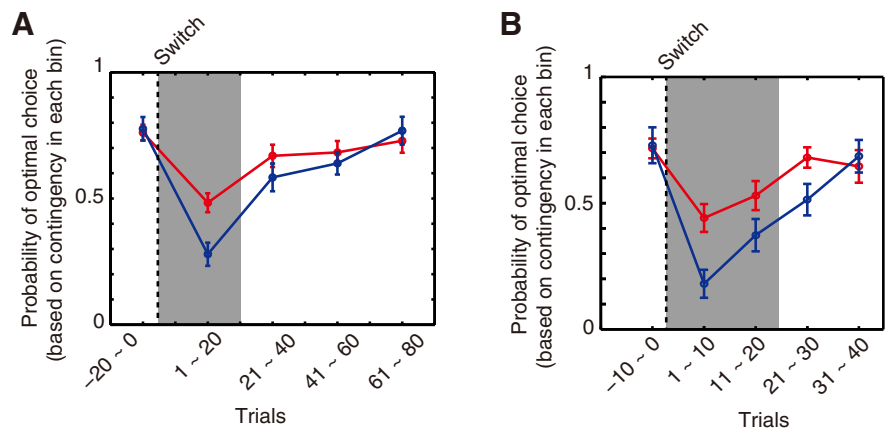 A
Switch
Probability of optimal choice
(based on contingency in each bin)
1
0.5
0
−20 ~ 0
1 ~ 20
21 ~ 40
41 ~ 60
61 ~ 80
Trials
B
Switch
Probability of optimal choice
(based on contingency in each bin)
1
0.5
0
−10 ~ 0
1 ~ 10
11 ~ 20
21 ~ 30
31 ~ 40
Trials